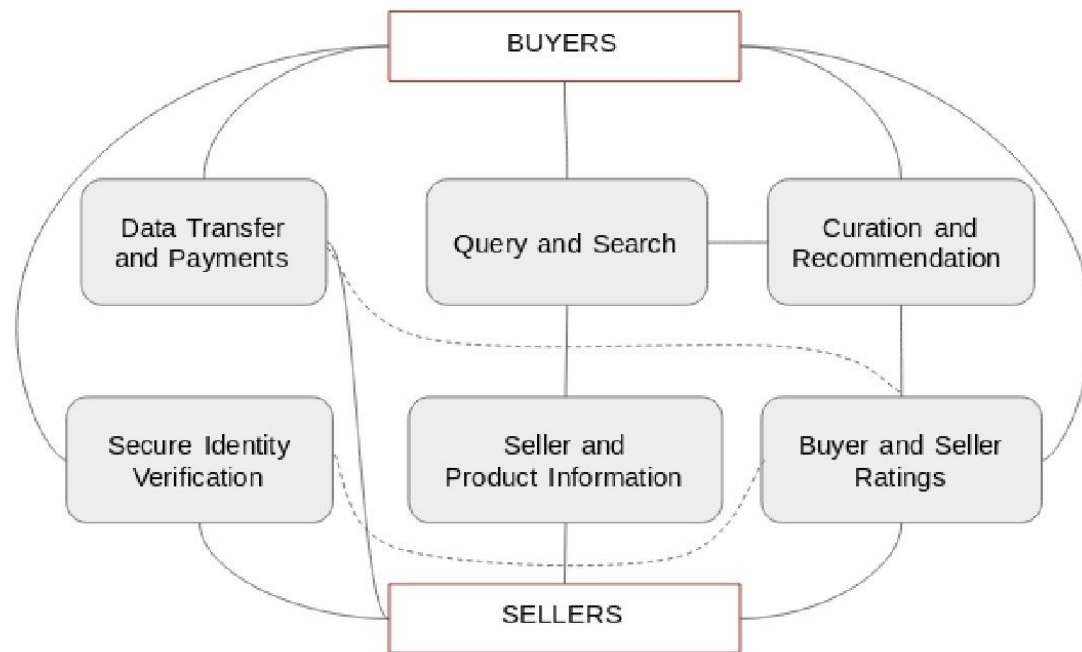 BUYERS
Data Transfer
and Payments
Query and Search
Curation and
Recommendation
Secure Identity
Verification
Seller and
Product Information
Buyer and Seller
Ratings
SELLERS